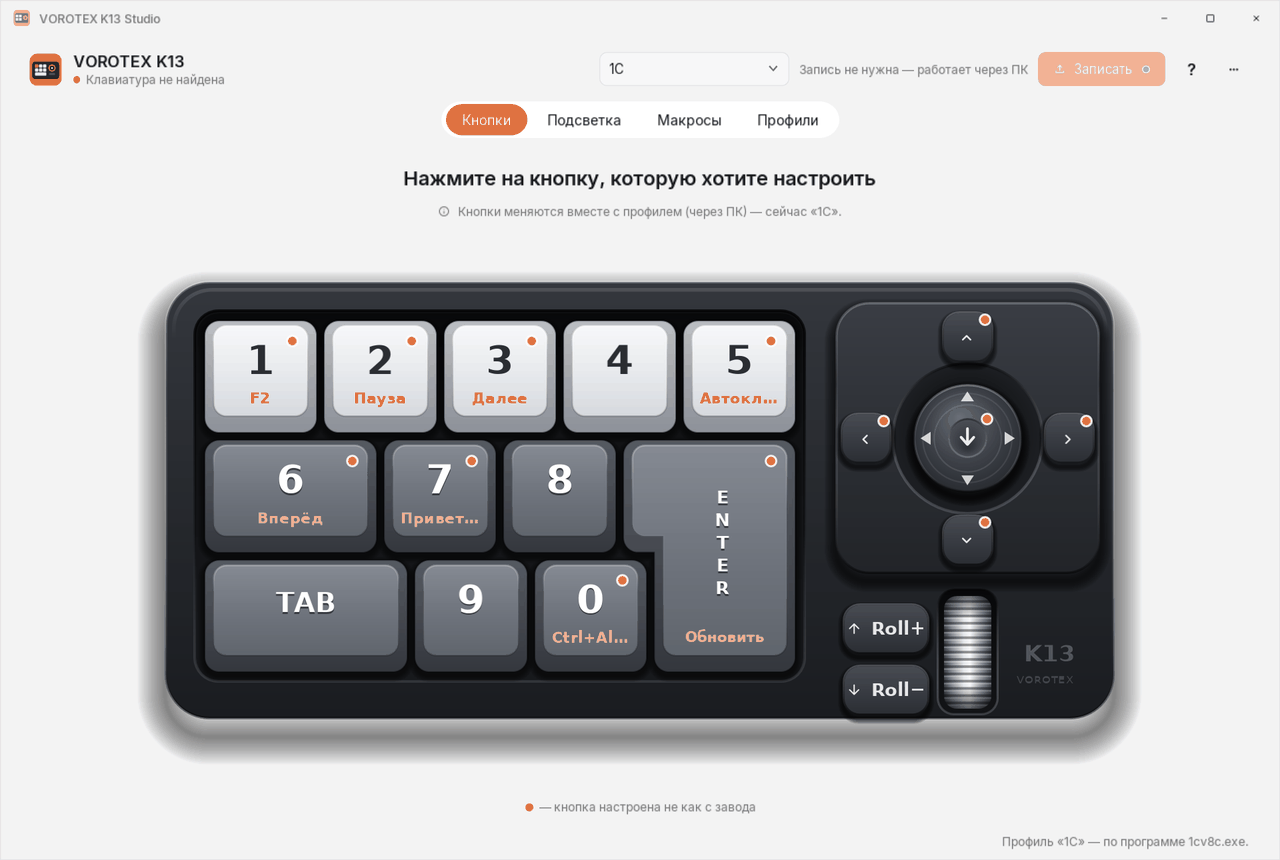 VOROTEX K13 Studio
VOROTEX K13
Клавиатура не найдена
1С
Запись не нужна — работает через ПК
Записать
?
Кнопки
Подсветка
Макросы
Профили
Нажмите на кнопку, которую хотите настроить
Кнопки меняются вместе с профилем (через ПК) — сейчас «1С».
1
F2
2
Пауза
3
Далее
4
5
Автокл...
6
Вперёд
7
Привет...
8
ENTER
Обновить
TAB
9
0
Ctrl+Al...
Roll+
Roll−
K13
VOROTEX
— кнопка настроена не как с завода
Профиль «1С» — по программе 1cv8c.exe.